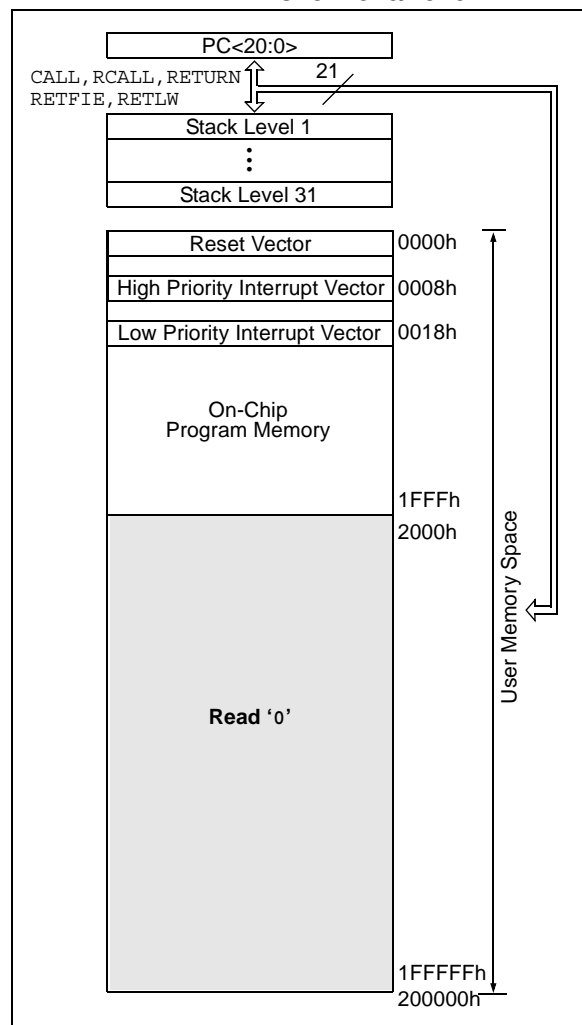 PC<20:0>
CALL,RCALL,RETURN
RETFIE,RETLW
21
Stack Level 1
Stack Level 31
Reset Vector
0000h
High Priority Interrupt Vector
0008h
Low Priority Interrupt Vector
0018h
On-Chip
Program Memory
1FFFh
2000h
User Memory Space
Read ‘0’
1FFFFFh
200000h